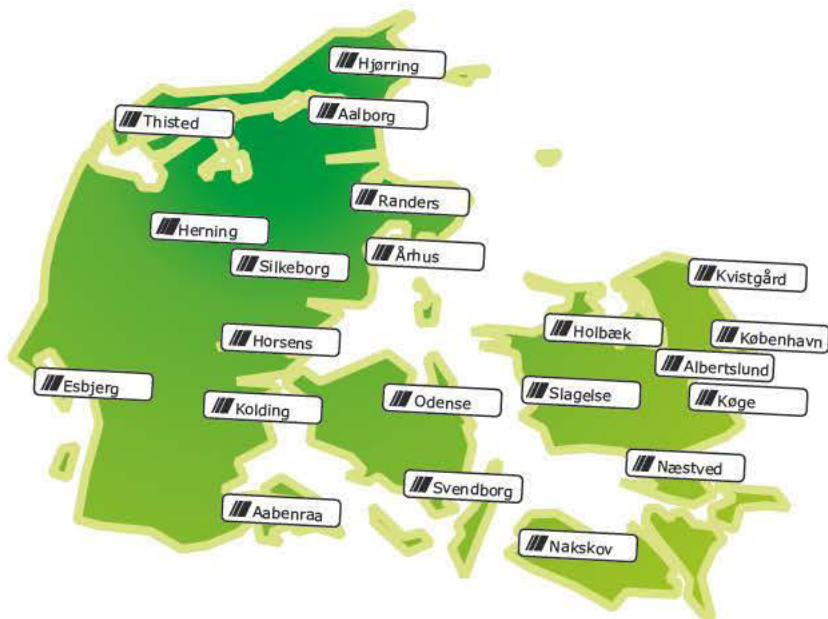 Hjørring
Thisted
Aalborg
Randers
Herning
Århus
Silkeborg
Kvistgård
Horsens
Holbæk
København
Albertslund
Esbjerg
Kolding
Odense
Slagelse
Køge
Næstved
Svendborg
Aabenraa
Nakskov